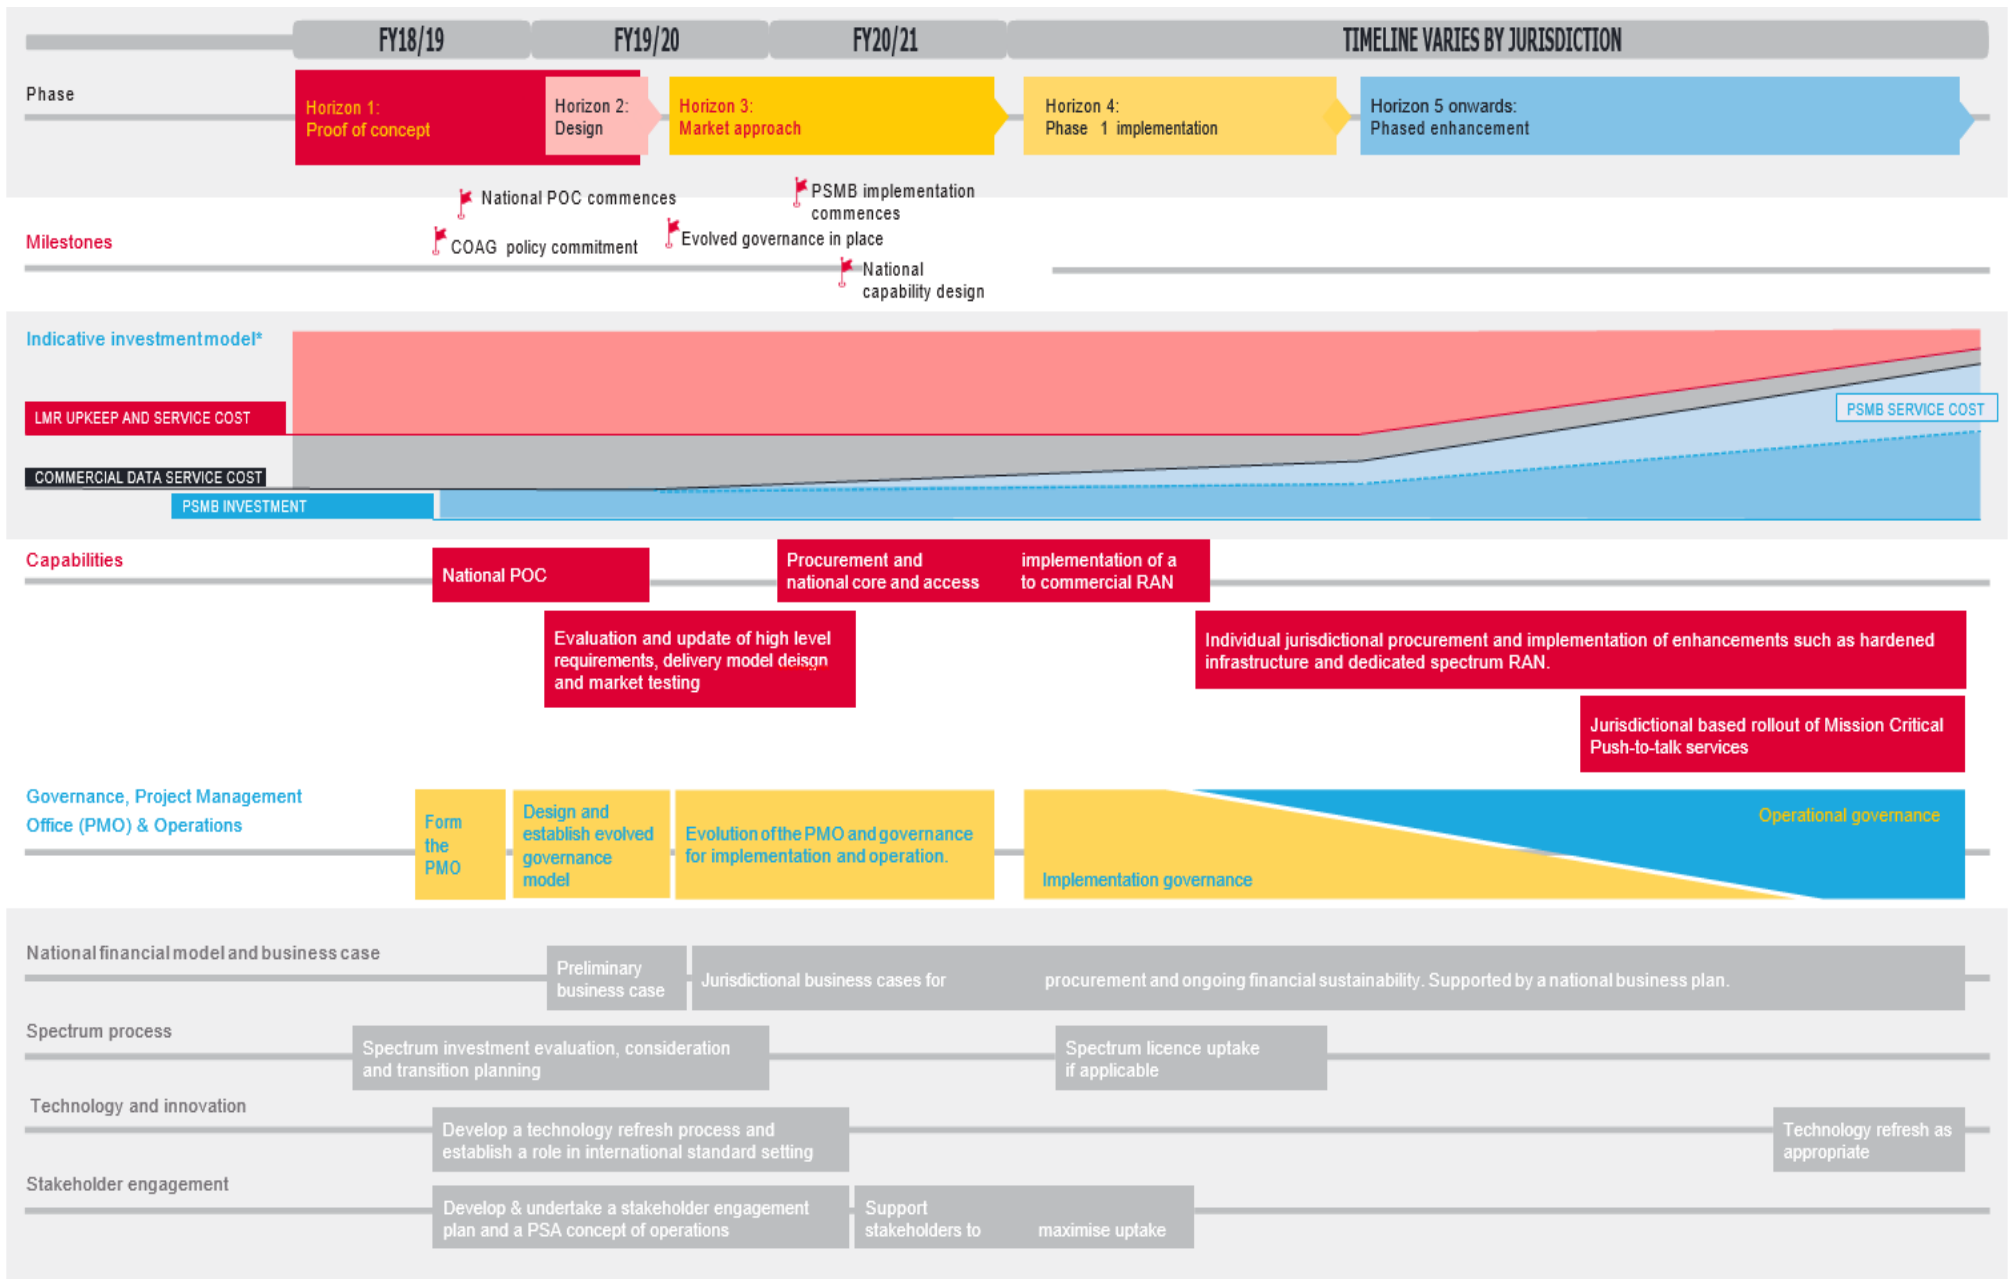 FY18/19
FY19/20
FY20/21
TIMELINE VARIES BY JURISDICTION
Phase
Horizon 1:
Proof of concept
Horizon 2:
Design
Horizon 3:
Market approach
Horizon 4:
Phase 1 implementation
Horizon 5 onwards:
Phased enhancement
Milestones
National POC commences
COAG policy commitment
PSMB implementation
commences
Evolved governance in place
National
capability design
Indicative investment model*
LMR UPKEEP AND SERVICE COST
COMMERCIAL DATA SERVICE COST
PSMB INVESTMENT
PSMB SERVICE COST
Capabilities
National POC
Procurement and implementation of a
national core and access to commercial RAN
Evaluation and update of high level
requirements, delivery model deisgn
and market testing
Individual jurisdictional procurement and implementation of enhancements such as hardened
infrastructure and dedicated spectrum RAN.
Jurisdictional based rollout of Mission Critical
Push-to-talk services
Governance, Project Management
Office (PMO) & Operations
Form
the
PMO
Design and
establish evolved
governance
model
Evolution of the PMO and governance
for implementation and operation.
Implementation governance
Operational governance
National financial model and business case
Preliminary
business case
Jurisdictional business cases for procurement and ongoing financial sustainability. Supported by a national business plan.
Spectrum process
Spectrum investment evaluation, consideration
and transition planning
Spectrum licence uptake
if applicable
Technology and innovation
Develop a technology refresh process and
establish a role in international standard setting
Technology refresh as
appropriate
Stakeholder engagement
Develop & undertake a stakeholder engagement
plan and a PSA concept of operations
Support
stakeholders to maximise uptake